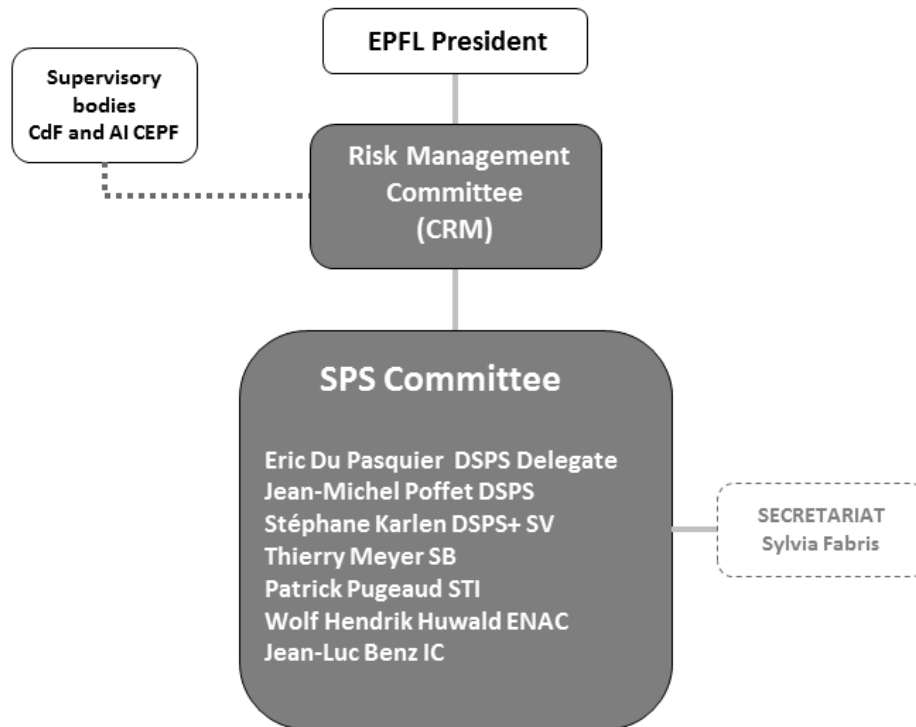 EPFL President
Supervisory
bodies
CdF and AI CEPF
Risk Management
Committee
(CRM)
SPS Committee
Eric Du Pasquier DSPS Delegate
Jean-Michel Poffet DSPS
Stéphane Karlen DSPS+ SV
Thierry Meyer SB
Patrick Pugeaud STI
Wolf Hendrik Huwald ENAC
Jean-Luc Benz IC
SECRETARIAT
Sylvia Fabris